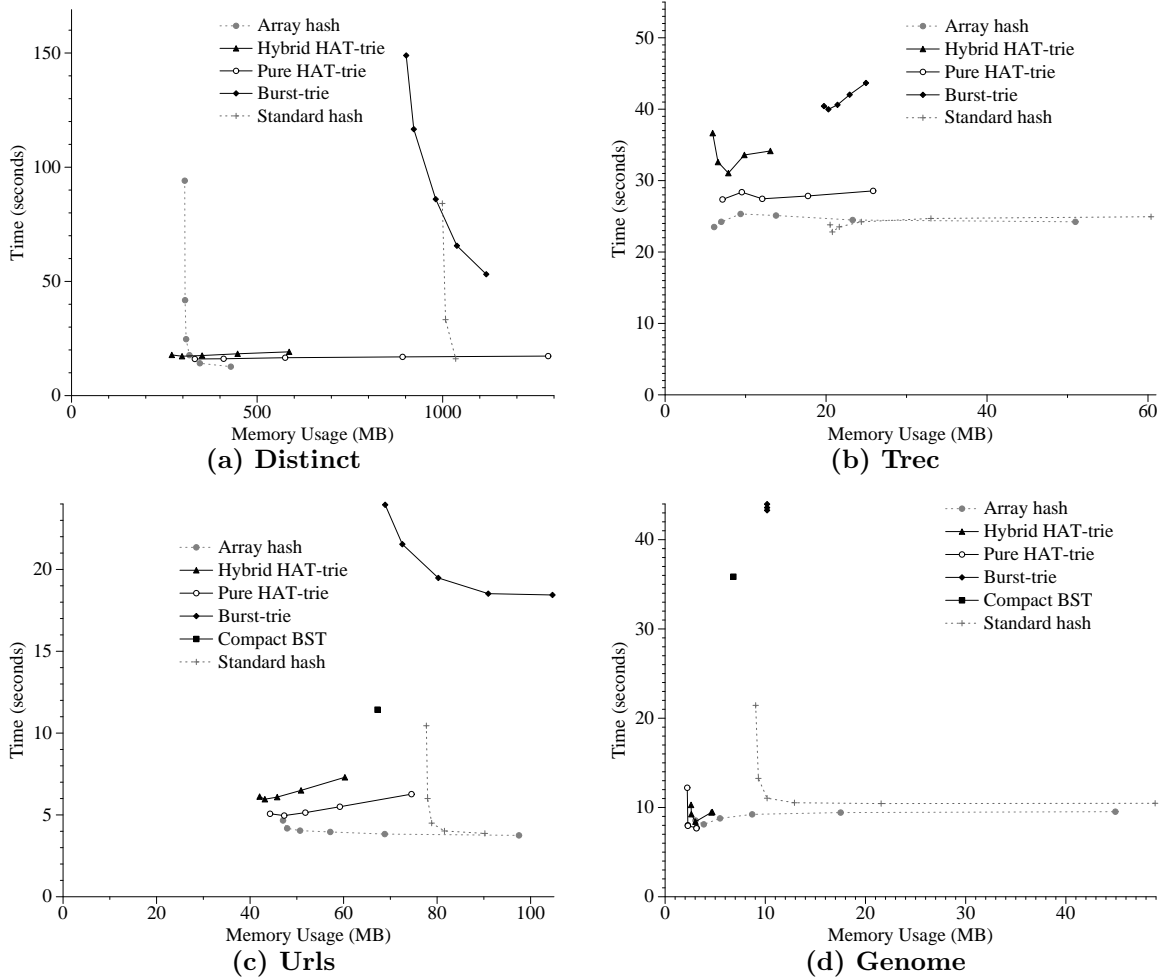 Array hash
Hybrid HAT-trie
Pure HAT-trie
Burst-trie
Standard hash
150
100
50
0
Time (seconds)
0 500 1000
Memory Usage (MB)
(a) Distinct
Array hash
Hybrid HAT-trie
Pure HAT-trie
Burst-trie
Standard hash
50
40
30
20
10
0
Time (seconds)
0 20 40 60
Memory Usage (MB)
(b) Trec
Array hash
Hybrid HAT-trie
Pure HAT-trie
Burst-trie
Compact BST
Standard hash
20
15
10
5
0
Time (seconds)
0 20 40 60 80 100
Memory Usage (MB)
(c) Urls
Array hash
Hybrid HAT-trie
Pure HAT-trie
Burst-trie
Compact BST
Standard hash
40
30
20
10
0
Time (seconds)
0 10 20 30 40
Memory Usage (MB)
(d) Genome